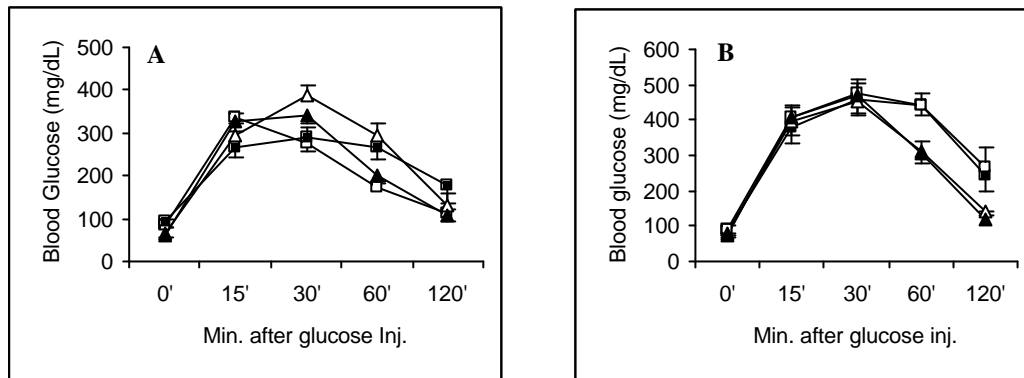 A
Blood Glucose (mg/dL)
500
400
300
200
100
0
0' 15' 30' 60' 120'
Min. after glucose Inj.
B
Blood glucose (mg/dL)
600
500
400
300
200
100
0
0' 15' 30' 60' 120'
Min. after glucose inj.